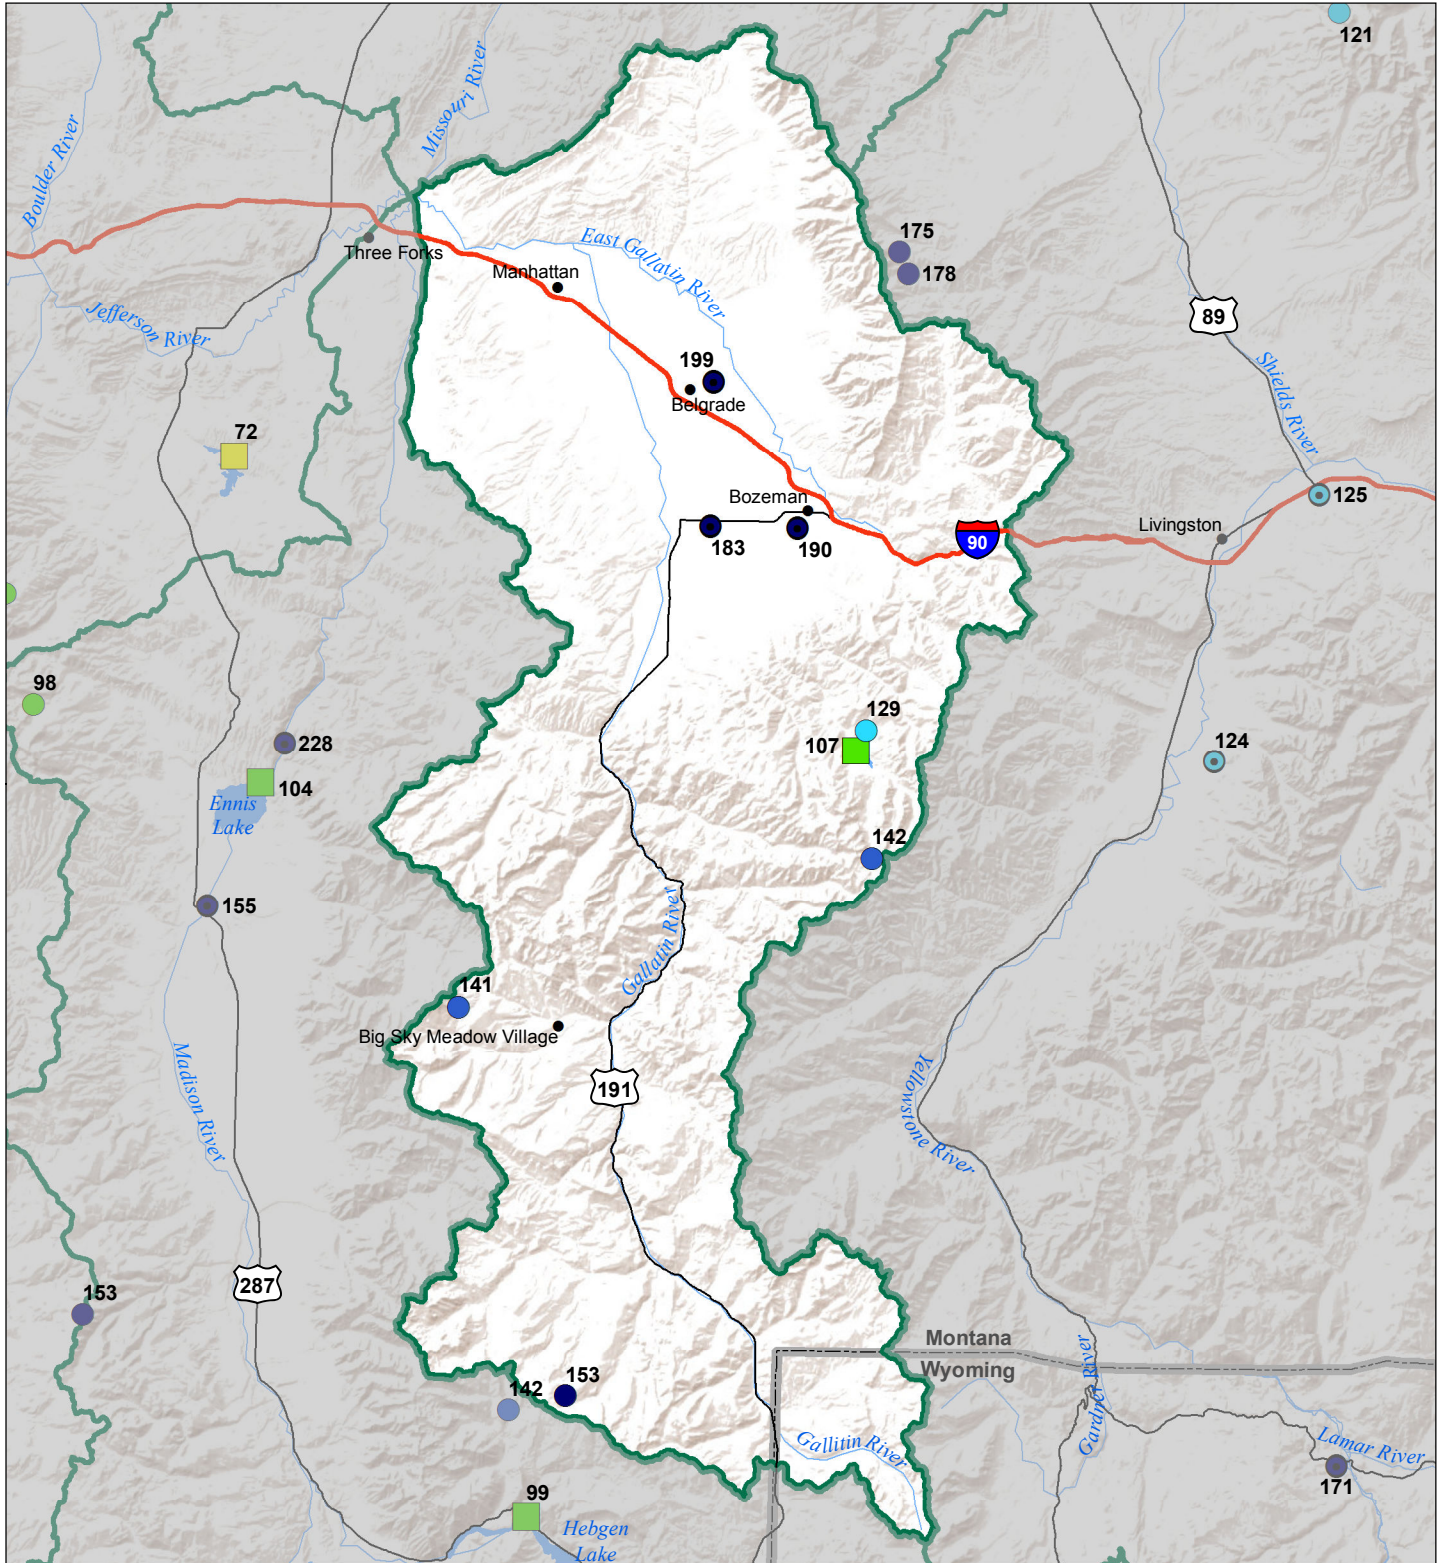 121
Missouri River
Boulder River
175
Three Forks
East Gallatin River
178
Manhattan
89
Jefferson River
199
Shields River
Belgrade
72
Bozeman
125
Livingston
183
190
90
98
129
228
107
124
104
Ennis
Lake
142
155
Gallatin River
141
Big Sky Meadow Village
Madison River
191
Yellowstone River
287
153
Montana
Wyoming
Gardner River
142
153
Gallitin River
Lamar River
171
99
Hebgen
Lake